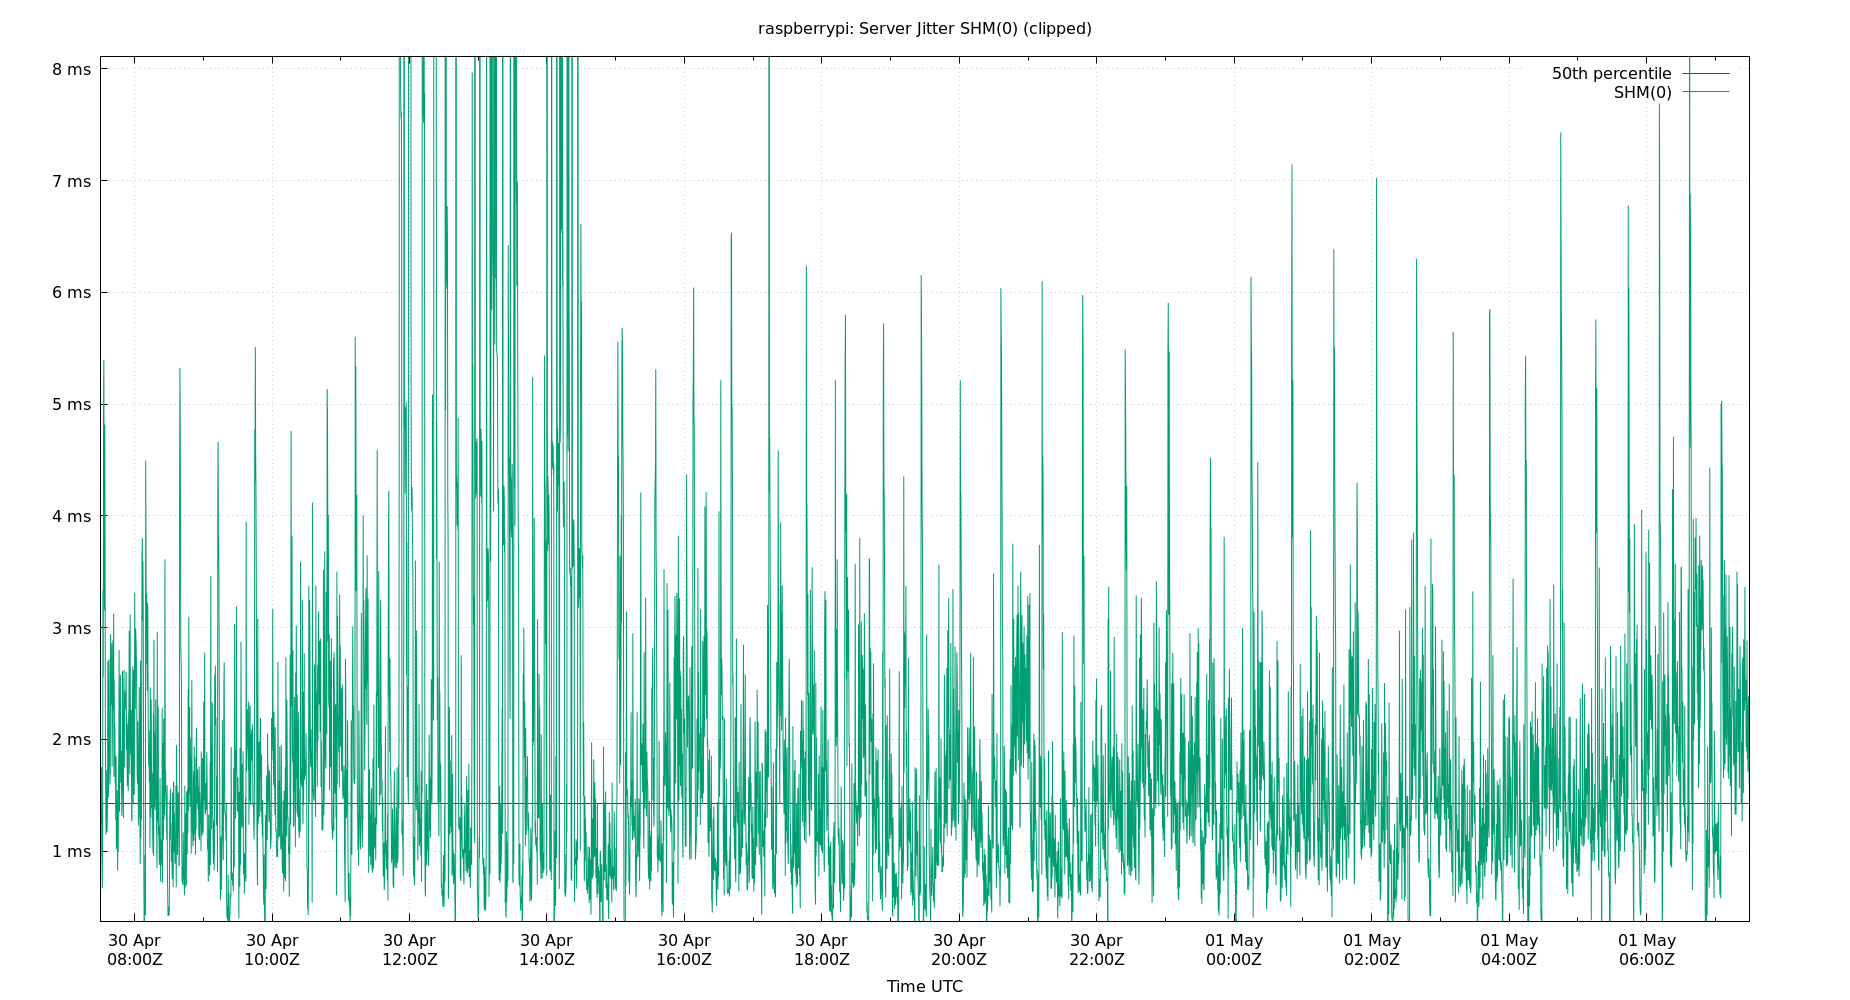 raspberrypi: Server Jitter SHM(0) (clipped)
50th percentile
SHM(0)
8 ms
7 ms
6 ms
5 ms
4 ms
3 ms
2 ms
1 ms
30 Apr 30 Apr 30 Apr 30 Apr 30 Apr 30 Apr 30 Apr 30 Apr 01 May 01 May 01 May 01 May
08:00Z 10:00Z 12:00Z 14:00Z 16:00Z 18:00Z 20:00Z 22:00Z 00:00Z 02:00Z 04:00Z 06:00Z
Time UTC